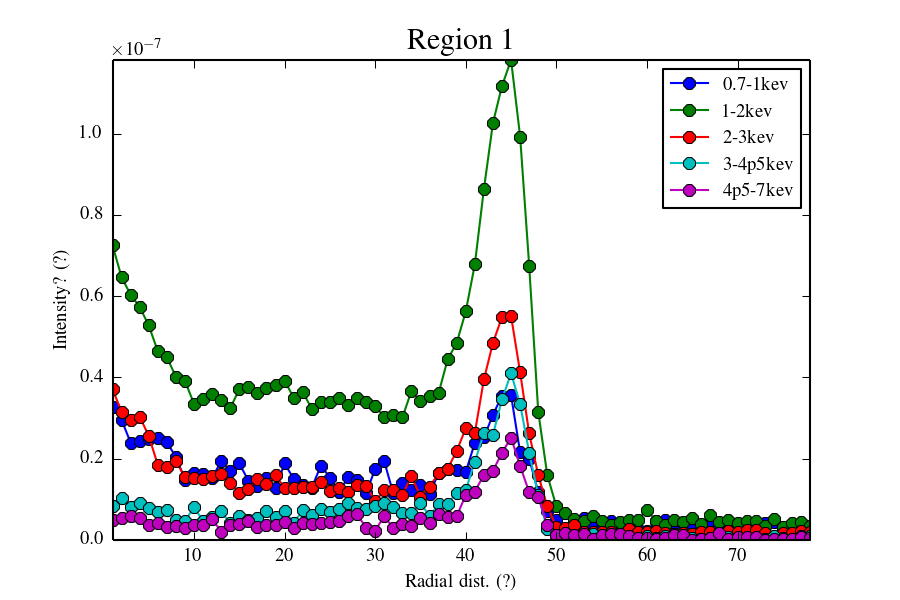 Region 1
×10⁻⁷
0.7-1kev
1-2kev
2-3kev
3-4p5kev
4p5-7kev
1.0
0.8
0.6
0.4
0.2
0.0
Intensity? (?)
10 20 30 40 50 60 70
Radial dist. (?)